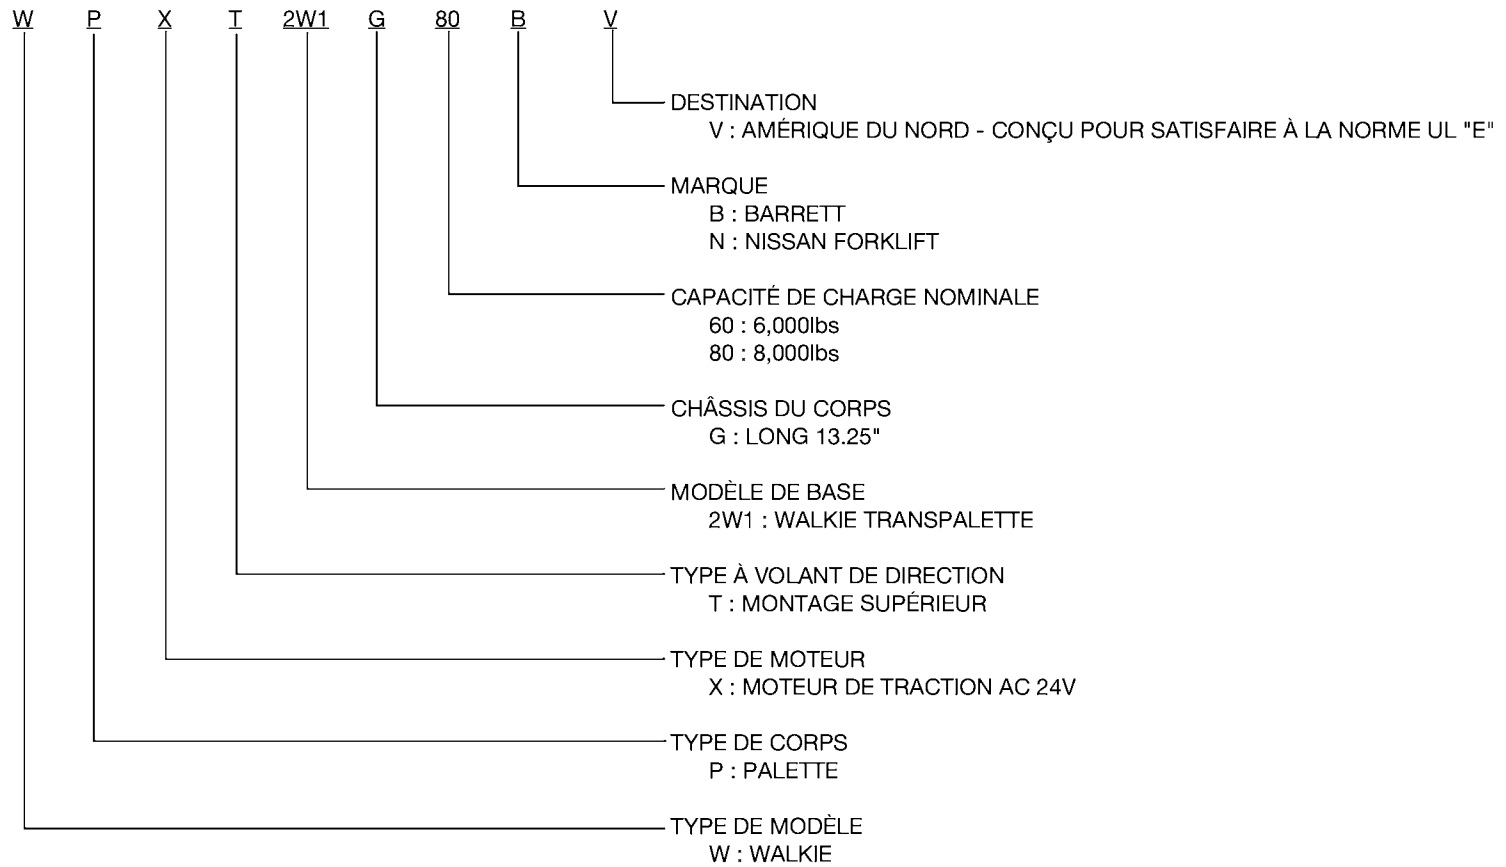 W P X T 2W1 G 80 B V
DESTINATION
V : AMÉRIQUE DU NORD - CONÇU POUR SATISFAIRE À LA NORME UL "E"
MARQUE
B : BARRETT
N : NISSAN FORKLIFT
CAPACITÉ DE CHARGE NOMINALE
60 : 6,000lbs
80 : 8,000lbs
CHÂSSIS DU CORPS
G : LONG 13.25"
MODÈLE DE BASE
2W1 : WALKIE TRANSPALETTE
TYPE À VOLANT DE DIRECTION
T : MONTAGE SUPÉRIEUR
TYPE DE MOTEUR
X : MOTEUR DE TRACTION AC 24V
TYPE DE CORPS
P : PALETTE
TYPE DE MODÈLE
W : WALKIE